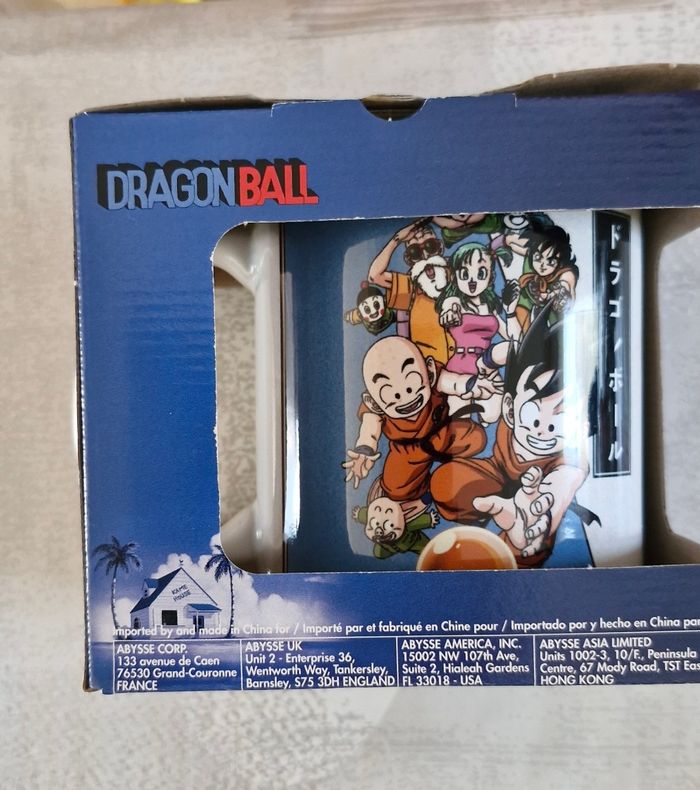 DRAGON BALL
ドラゴンボール
KAME
HOUSE
Imported by and made in China for / Importé par et fabriqué en Chine pour / Importado por y hecho en China par
ABYSSE CORP.
133 avenue de Caen
76530 Grand-Couronne
FRANCE
ABYSSE UK
Unit 2 - Enterprise 36,
Wentworth Way, Tankersley,
Barnsley, S75 3DH ENGLAND
ABYSSE AMERICA, INC.
15002 NW 107th Ave,
Suite 2, Hialeah Gardens
FL 33018 - USA
ABYSSE ASIA LIMITED
Units 1002-3, 10/F., Peninsula
Centre, 67 Mody Road, TST Eas
HONG KONG